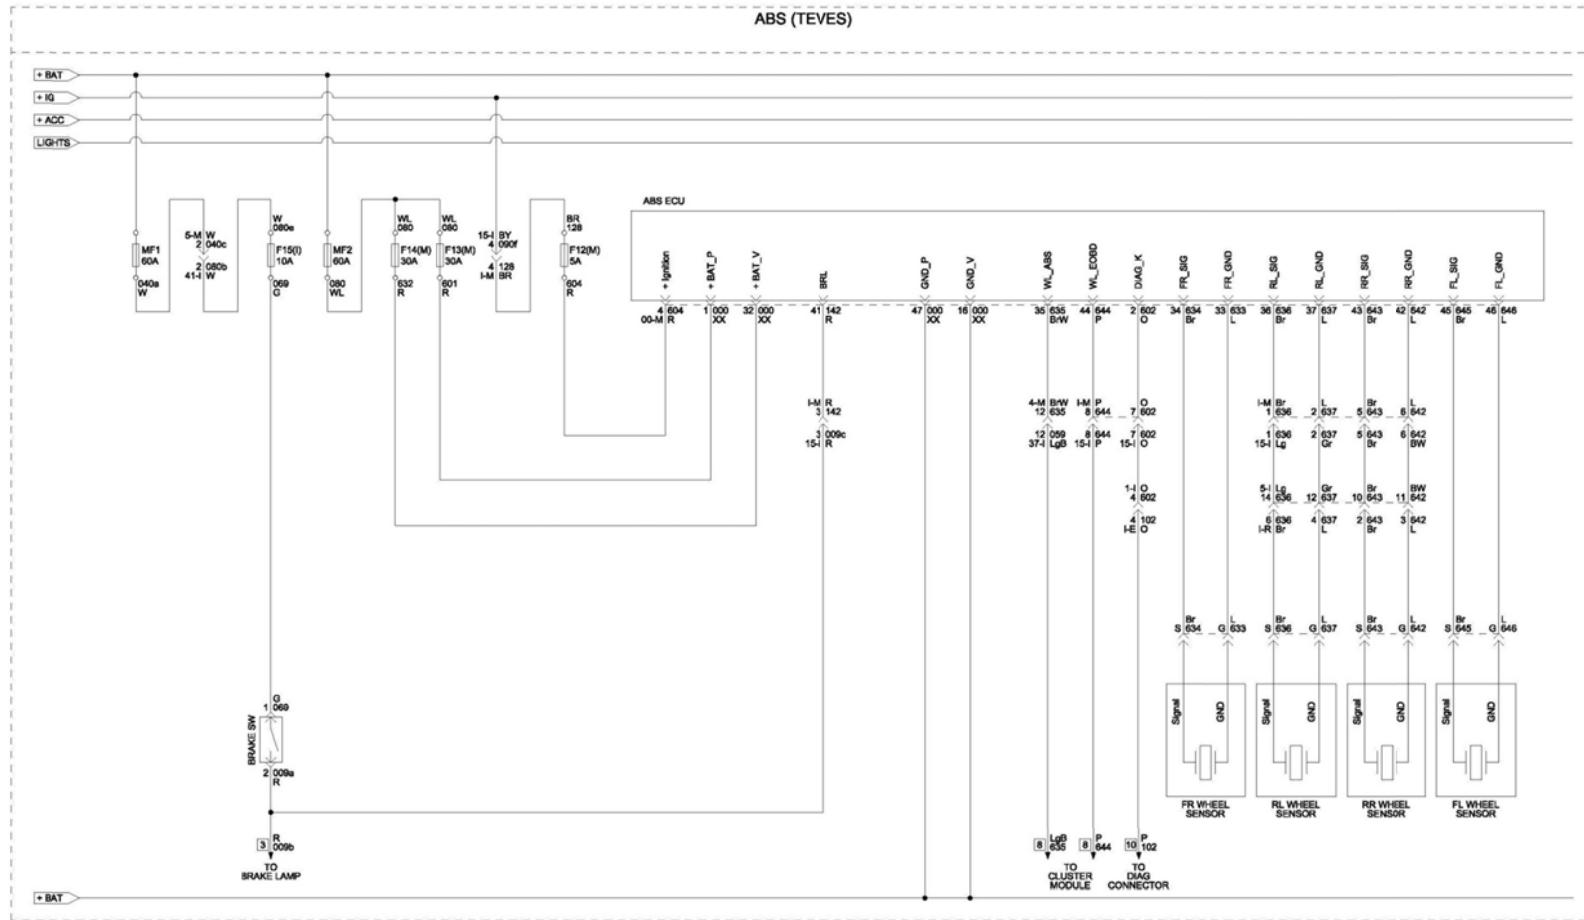 ABS (TEVES)
+ BAT
+ IG
+ ACC
LIGHTS
ABS ECU
W
080e
WL
080
WL
080
BR
128
5-M W
2 040c
15-I BY
4 090f
MF1
60A
F15(I)
10A
MF2
60A
F14(M)
30A
F13(M)
30A
F12(M)
5A
2 080b
41-I W
4 128
I-M BR
040a
W
069
G
080
WL
632
R
601
R
604
R
+ Ignition
+ BAT_P
+ BAT_V
BRL
GND_P
GND_V
WL_ABS
WL_EOBD
DIAG_K
FR_SIG
FR_GND
RL_SIG
RL_GND
RR_SIG
RR_GND
FL_SIG
FL_GND
4 604 1 000 32 000 41 142 47 000 16 000 35 635 44 644 2 602 34 634 33 633 36 636 37 637 43 643 42 642 45 645 46 646
00-M R XX XX R XX XX BrW P O Br L Br L Br L Br L
I-M R 4-M BrW I-M P O I-M Br L Br L
3 142 12 635 8 644 7 602 1 636 2 637 5 643 6 642
3 009c 12 059 8 644 7 602 1 636 2 637 5 643 6 642
15-I R 37-I LgB 15-I P 15-I O 15-I Lg Gr Br BW
1-I O 5-I Lg Gr Br BW
4 602 14 636 12 637 10 643 11 642
4 102 6 636 4 637 2 643 3 642
I-E O I-R Br L Br L
Br L Br L Br L Br L
S 634 G 633 S 636 G 637 S 643 G 642 S 645 G 646
G
1 069
BRAKE SW
2 009a
R
Signal
GND
Signal
GND
Signal
GND
Signal
GND
FR WHEEL
SENSOR
RL WHEEL
SENSOR
RR WHEEL
SENSOR
FL WHEEL
SENSOR
3 R
009b
TO
BRAKE LAMP
8 LgB
635
8 P
644
10 P
102
TO
CLUSTER
MODULE
TO
DIAG
CONNECTOR
+ BAT